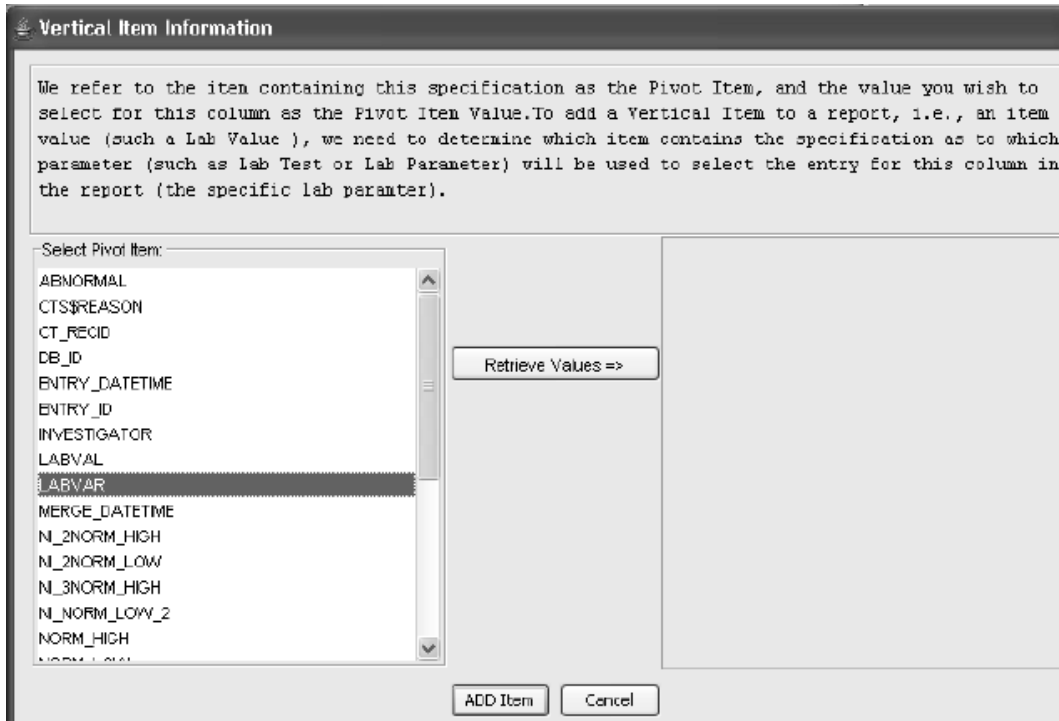 Vertical Item Information
We refer to the item containing this specification as the Pivot Item, and the value you wish to
select for this column as the Pivot Item Value.To add a Vertical Item to a report, i.e., an item
value (such a Lab Value ), we need to determine which item contains the specification as to which
parameter (such as Lab Test or Lab Parameter) will be used to select the entry for this column in
the report (the specific lab paramter).
Select Pivot Item:
ABNORMAL
CTS$REASON
CT_RECID
DB_ID
ENTRY_DATETIME
ENTRY_ID
INVESTIGATOR
LABVAL
LABVAR
MERGE_DATETIME
NI_2NORM_HIGH
NI_2NORM_LOW
NI_3NORM_HIGH
NI_NORM_LOW_2
NORM_HIGH
Retrieve Values =>
ADD Item
Cancel